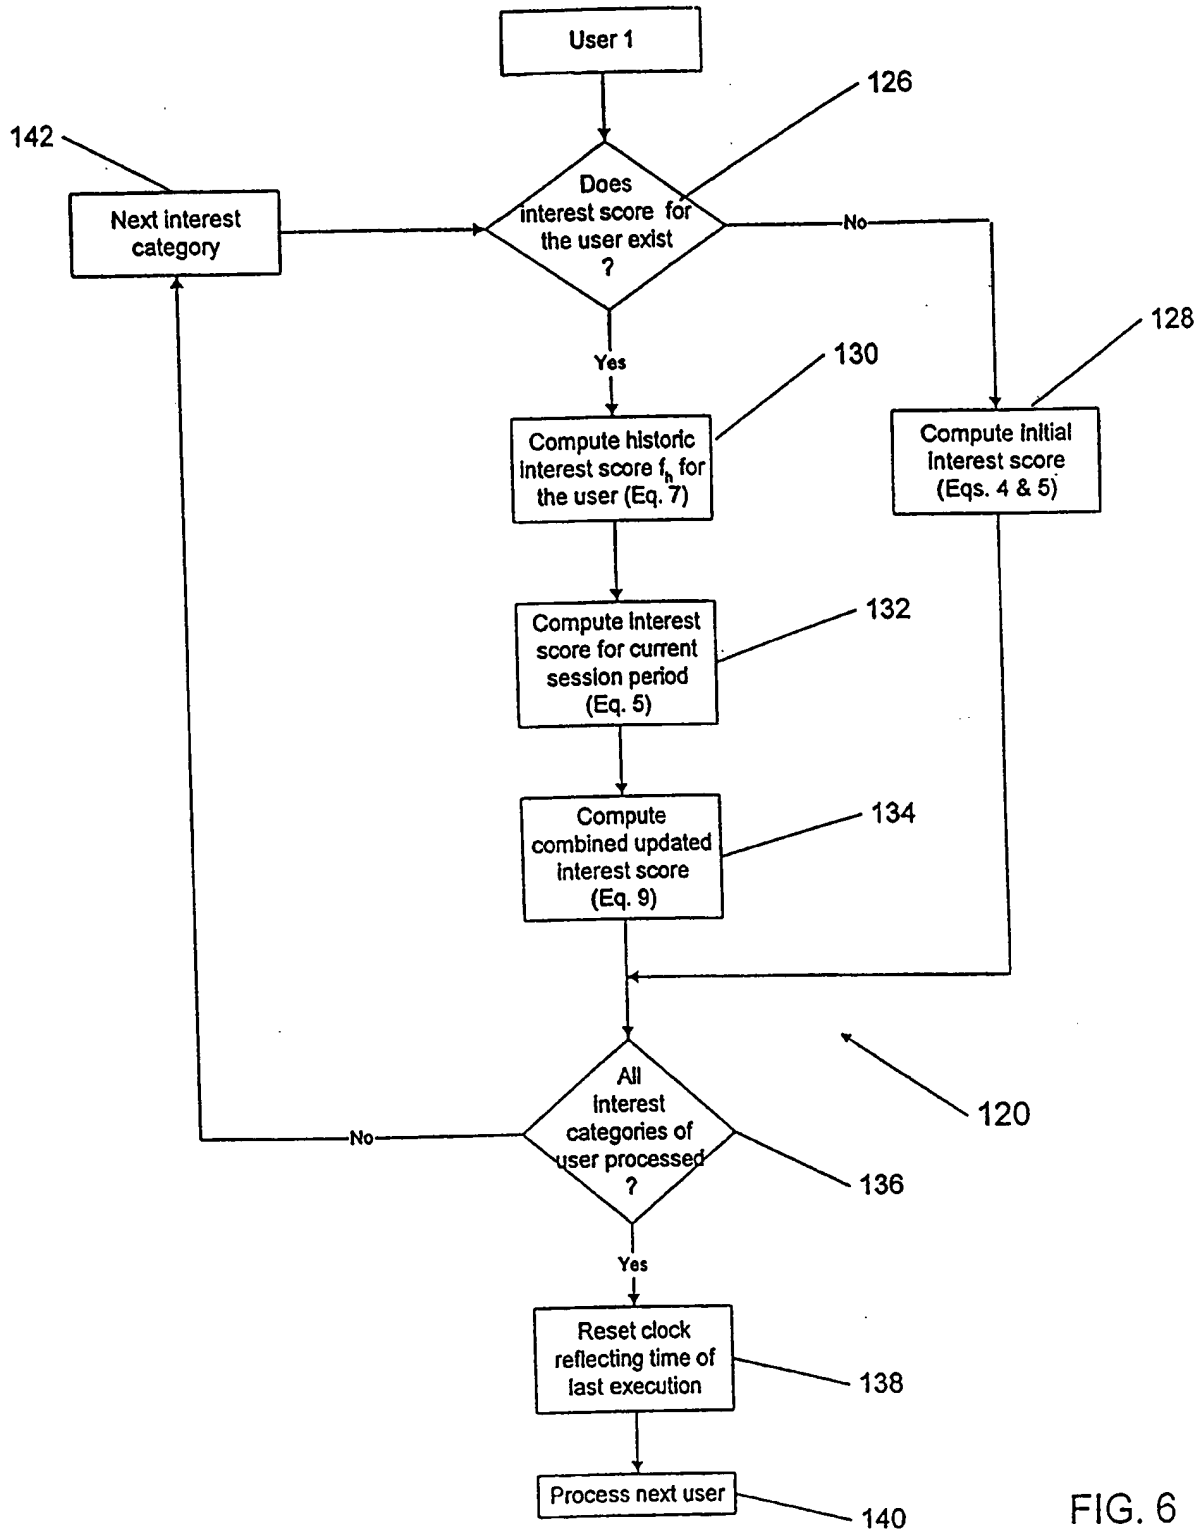 User 1
126
142
Does
interest score for
the user exist
?
Next interest
category
No
128
130
Yes
Compute historic
interest score fh for
the user (Eq. 7)
Compute initial
interest score
(Eqs. 4 & 5)
132
Compute interest
score for current
session period
(Eq. 5)
134
Compute
combined updated
interest score
(Eq. 9)
All
interest
categories of
user processed
?
120
No
136
Yes
Reset clock
reflecting time of
last execution
138
Process next user
140
FIG. 6